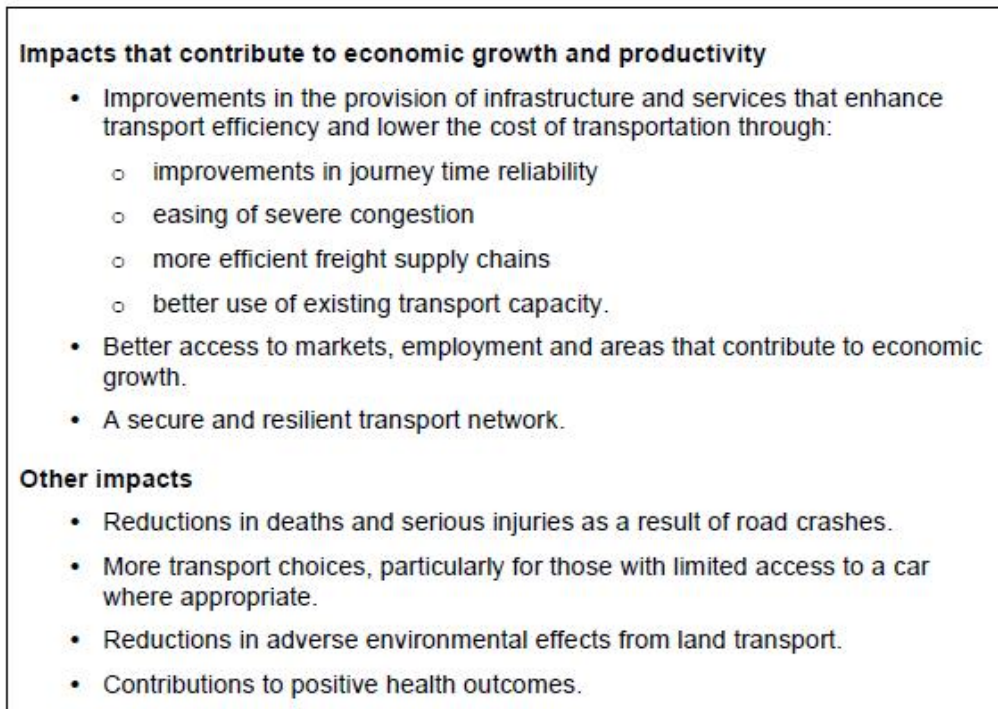 Impacts that contribute to economic growth and productivity
• Improvements in the provision of infrastructure and services that enhance
transport efficiency and lower the cost of transportation through:
o improvements in journey time reliability
o easing of severe congestion
o more efficient freight supply chains
o better use of existing transport capacity.
• Better access to markets, employment and areas that contribute to economic
growth.
• A secure and resilient transport network.
Other impacts
• Reductions in deaths and serious injuries as a result of road crashes.
• More transport choices, particularly for those with limited access to a car
where appropriate.
• Reductions in adverse environmental effects from land transport.
• Contributions to positive health outcomes.